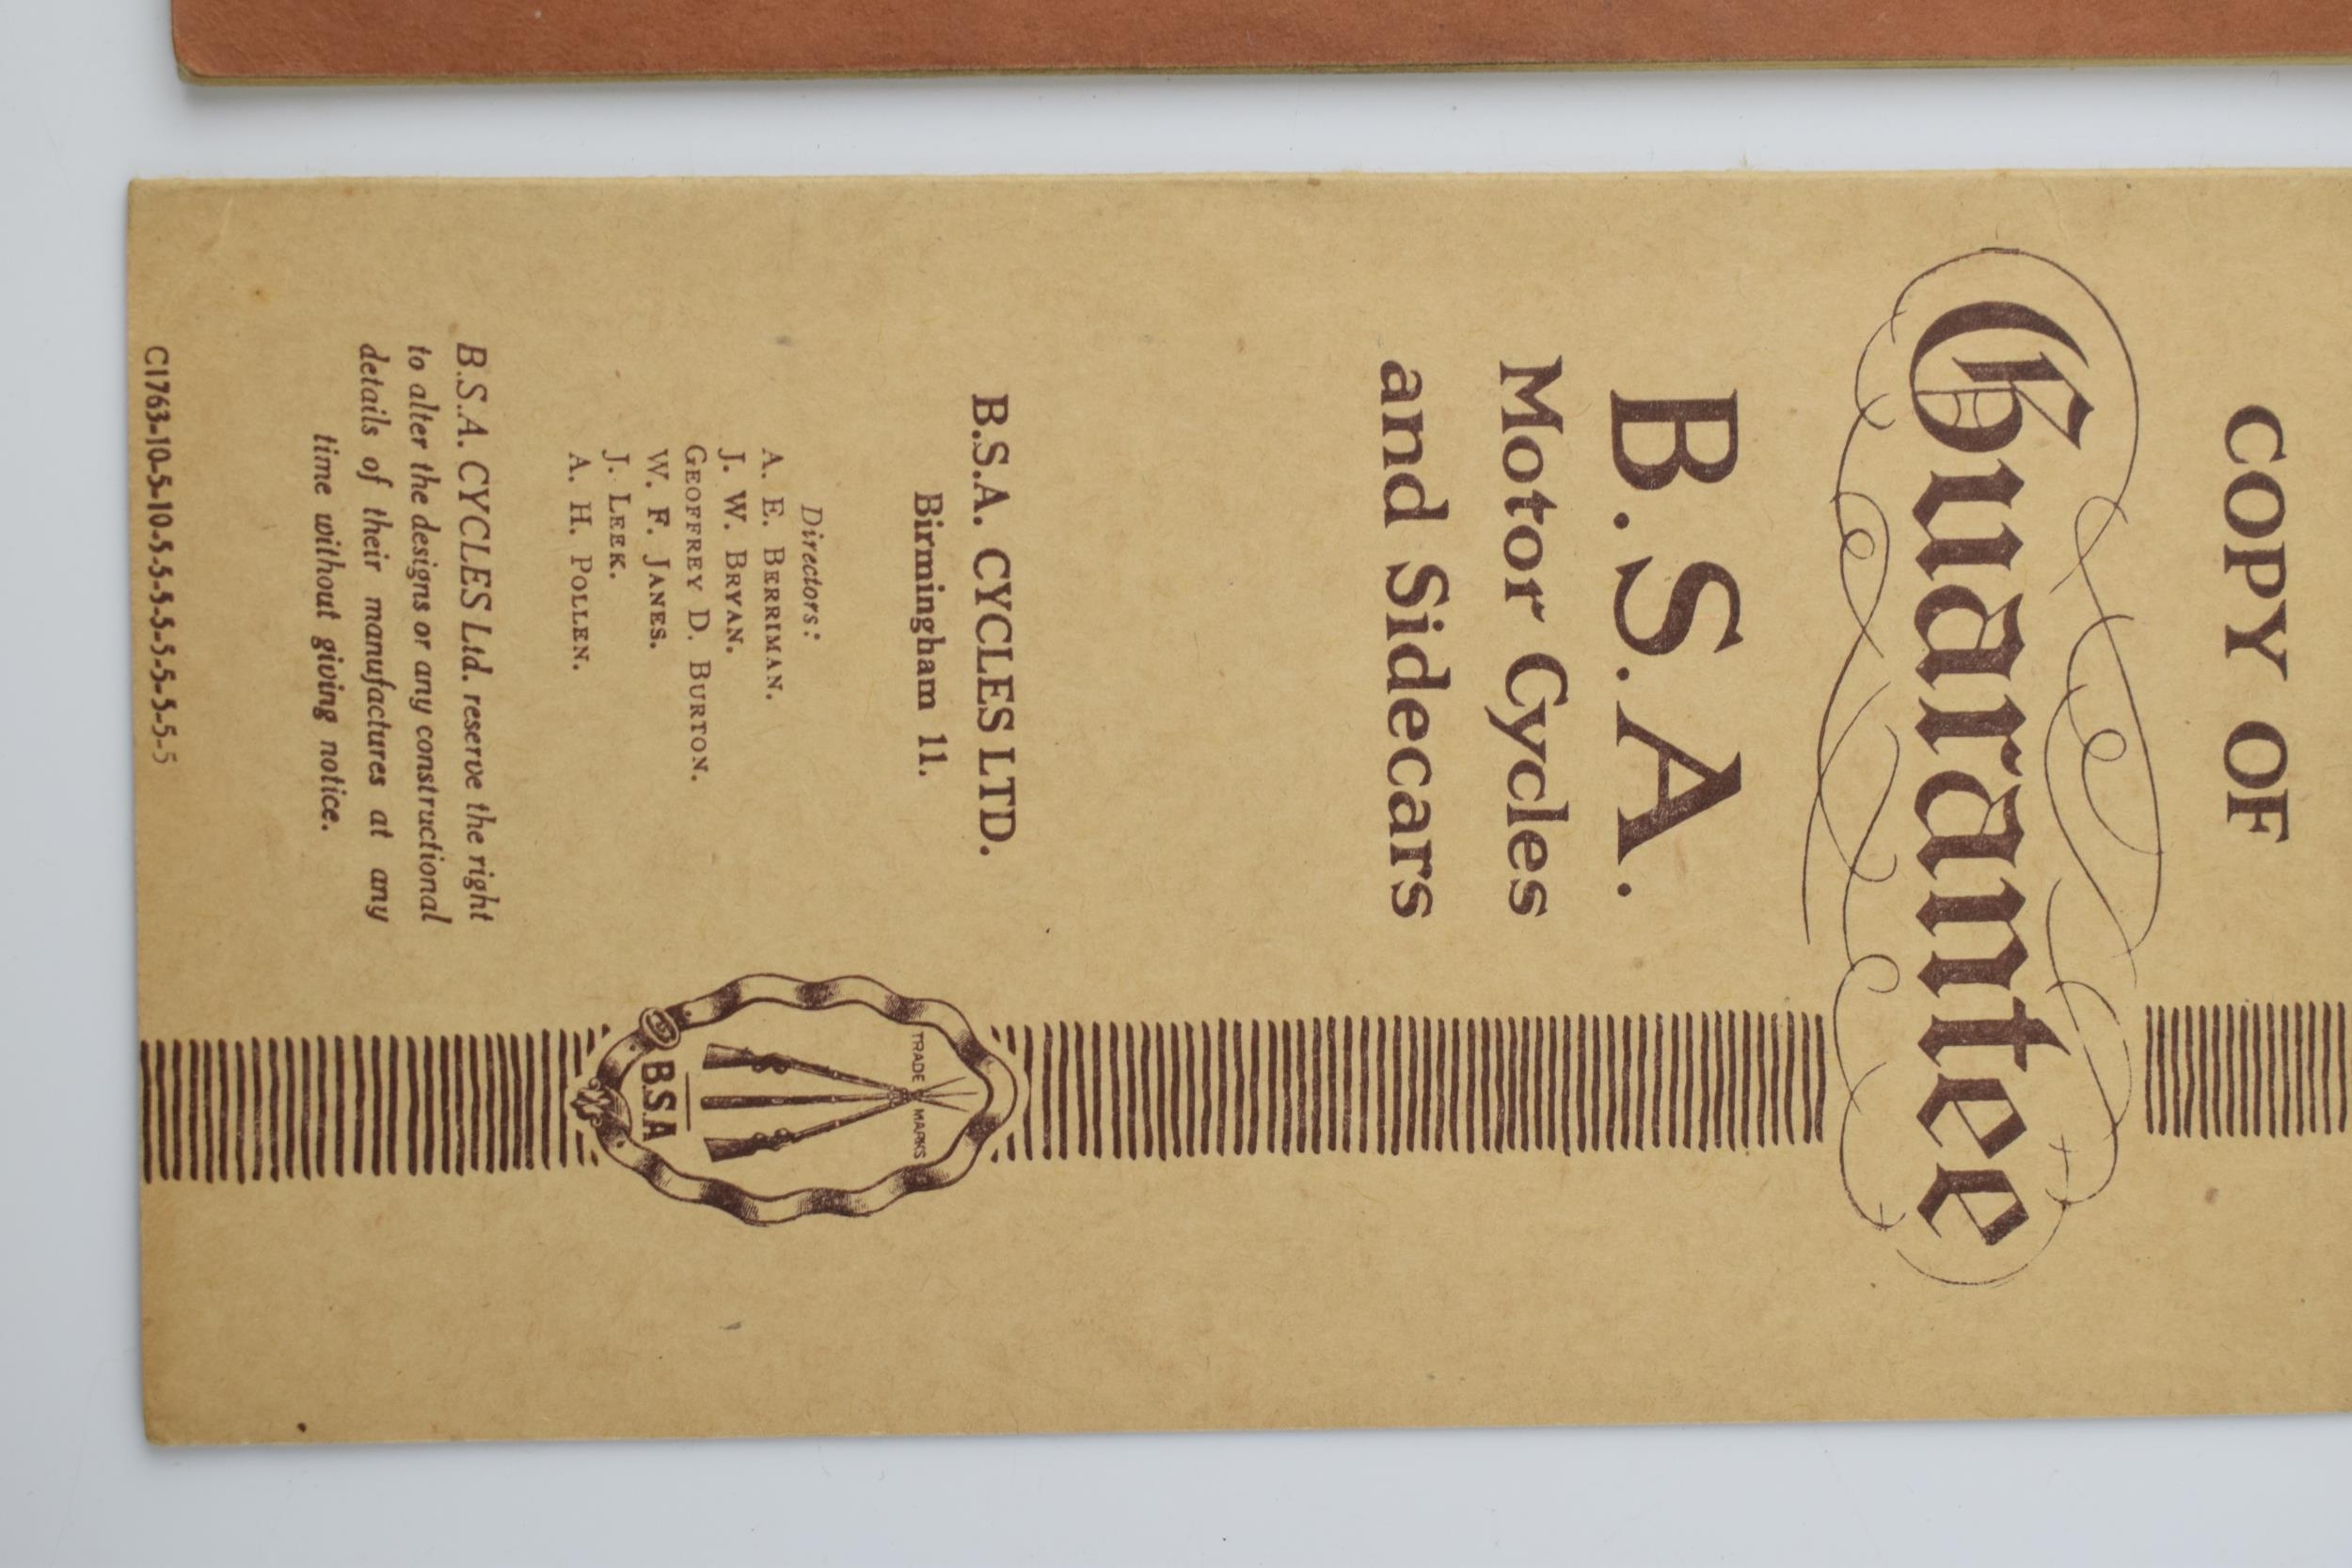 COPY OF
Guarantee
B.S.A.
Motor Cycles
and Sidecars
B.S.A. CYCLES LTD.
Birmingham 11.
TRADE MARKS
B.S.A
Directors:
A. E. BERRIMAN.
J. W. BRYAN.
GEOFFREY D. BURTON.
W. F. JANES.
J. LEEK.
A. H. POLLEN.
B.S.A. CYCLES Ltd. reserve the right
to alter the designs or any constructional
details of their manufactures at any
time without giving notice.
C1763-10-5-10-5-5-5-5-5-5-5-5